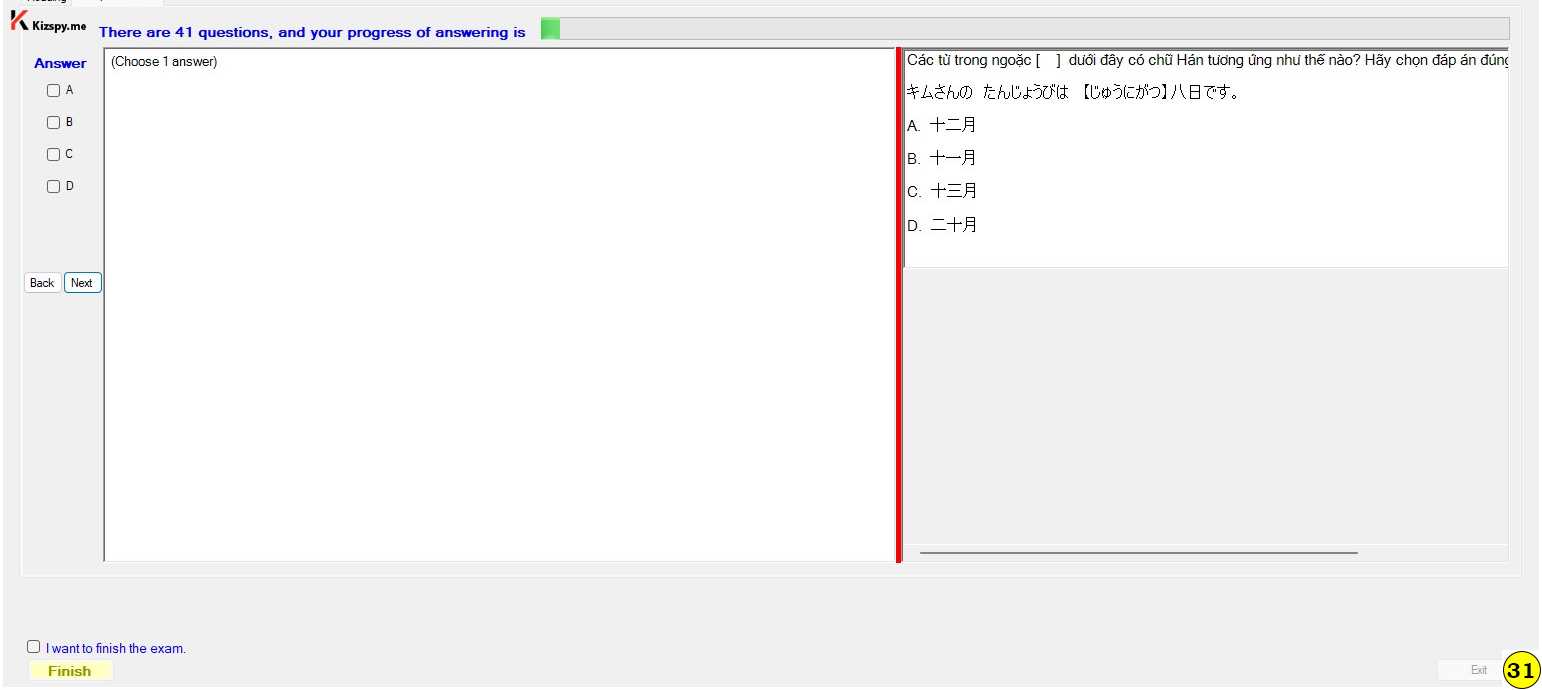 Kizspy.me
There are 41 questions, and your progress of answering is
Answer
(Choose 1 answer)
A
B
C
D
Back
Next
Các từ trong ngoặc [ ] dưới đây có chữ Hán tương ứng như thế nào? Hãy chọn đáp án đúng
キムさんの たんじょうびは 【じゅうにがつ】八日です。
A. 十二月
B. 十一月
C. 十三月
D. 二十月
I want to finish the exam.
Finish
Exit
31